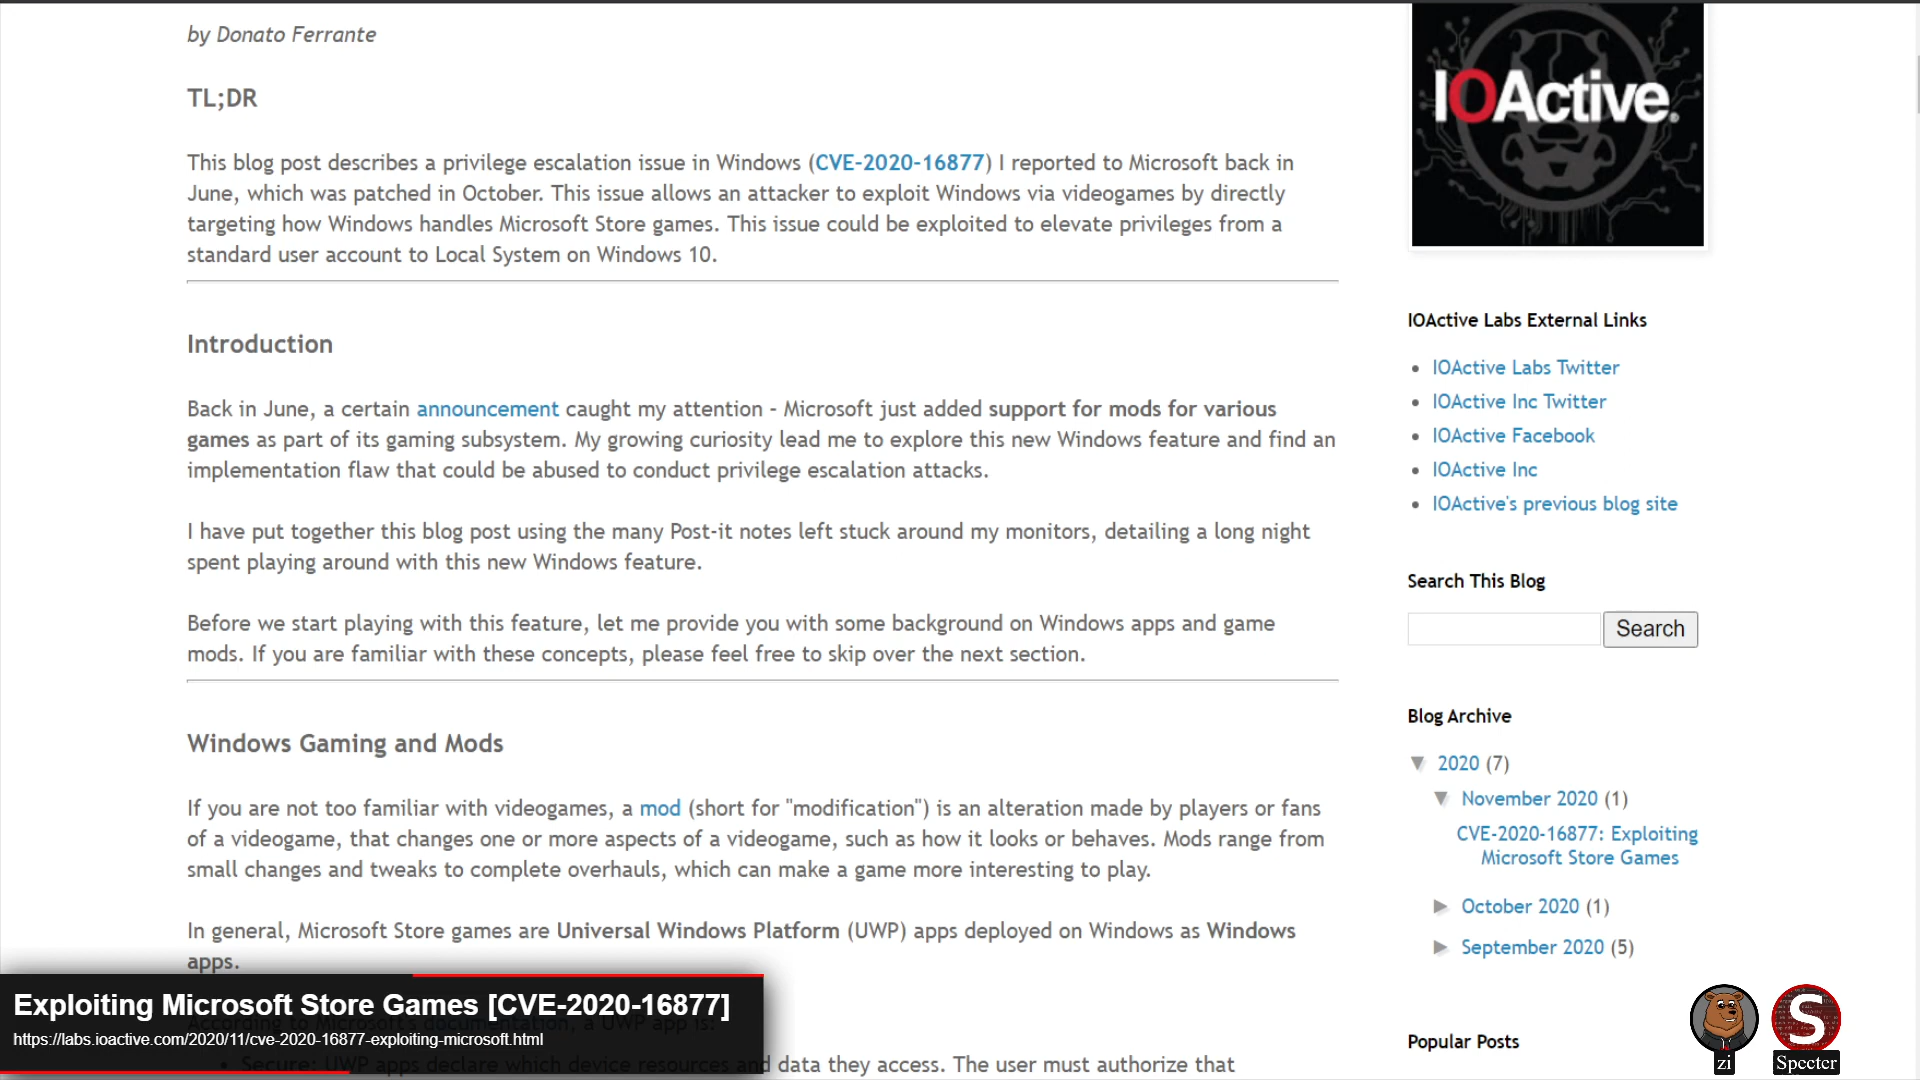 by Donato Ferrante
TL;DR
This blog post describes a privilege escalation issue in Windows (CVE-2020-16877) I reported to Microsoft back in
June, which was patched in October. This issue allows an attacker to exploit Windows via videogames by directly
targeting how Windows handles Microsoft Store games. This issue could be exploited to elevate privileges from a
standard user account to Local System on Windows 10.
Introduction
Back in June, a certain announcement caught my attention - Microsoft just added support for mods for various
games as part of its gaming subsystem. My growing curiosity lead me to explore this new Windows feature and find an
implementation flaw that could be abused to conduct privilege escalation attacks.
I have put together this blog post using the many Post-it notes left stuck around my monitors, detailing a long night
spent playing around with this new Windows feature.
Before we start playing with this feature, let me provide you with some background on Windows apps and game
mods. If you are familiar with these concepts, please feel free to skip over the next section.
Windows Gaming and Mods
If you are not too familiar with videogames, a mod (short for "modification") is an alteration made by players or fans
of a videogame, that changes one or more aspects of a videogame, such as how it looks or behaves. Mods range from
small changes and tweaks to complete overhauls, which can make a game more interesting to play.
In general, Microsoft Store games are Universal Windows Platform (UWP) apps deployed on Windows as Windows
apps.
According to Microsoft's documentation, a UWP app is:
• Secure: UWP apps declare which device resources and data they access. The user must authorize that
Exploiting Microsoft Store Games [CVE-2020-16877]
https://labs.ioactive.com/2020/11/cve-2020-16877-exploiting-microsoft.html
IOActive.
IOActive Labs External Links
• IOActive Labs Twitter
• IOActive Inc Twitter
• IOActive Facebook
• IOActive Inc
• IOActive's previous blog site
Search This Blog
Search
Blog Archive
▼ 2020 (7)
▼ November 2020 (1)
CVE-2020-16877: Exploiting
Microsoft Store Games
► October 2020 (1)
► September 2020 (5)
Popular Posts
zi
S
Specter